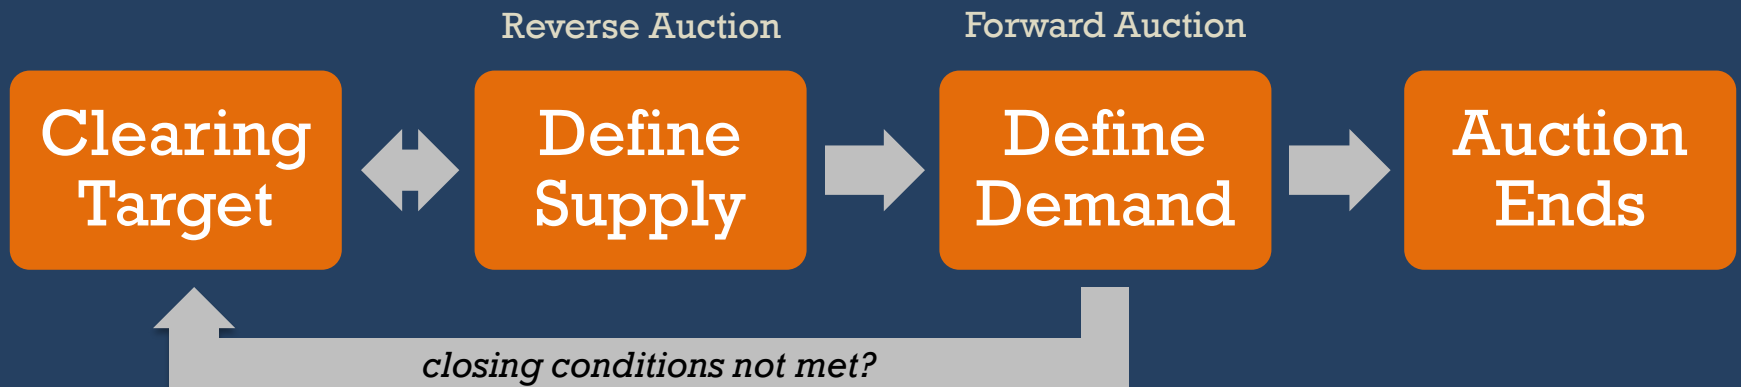 Reverse Auction
Forward Auction
Clearing
Target
Define
Supply
Define
Demand
Auction
Ends
closing conditions not met?